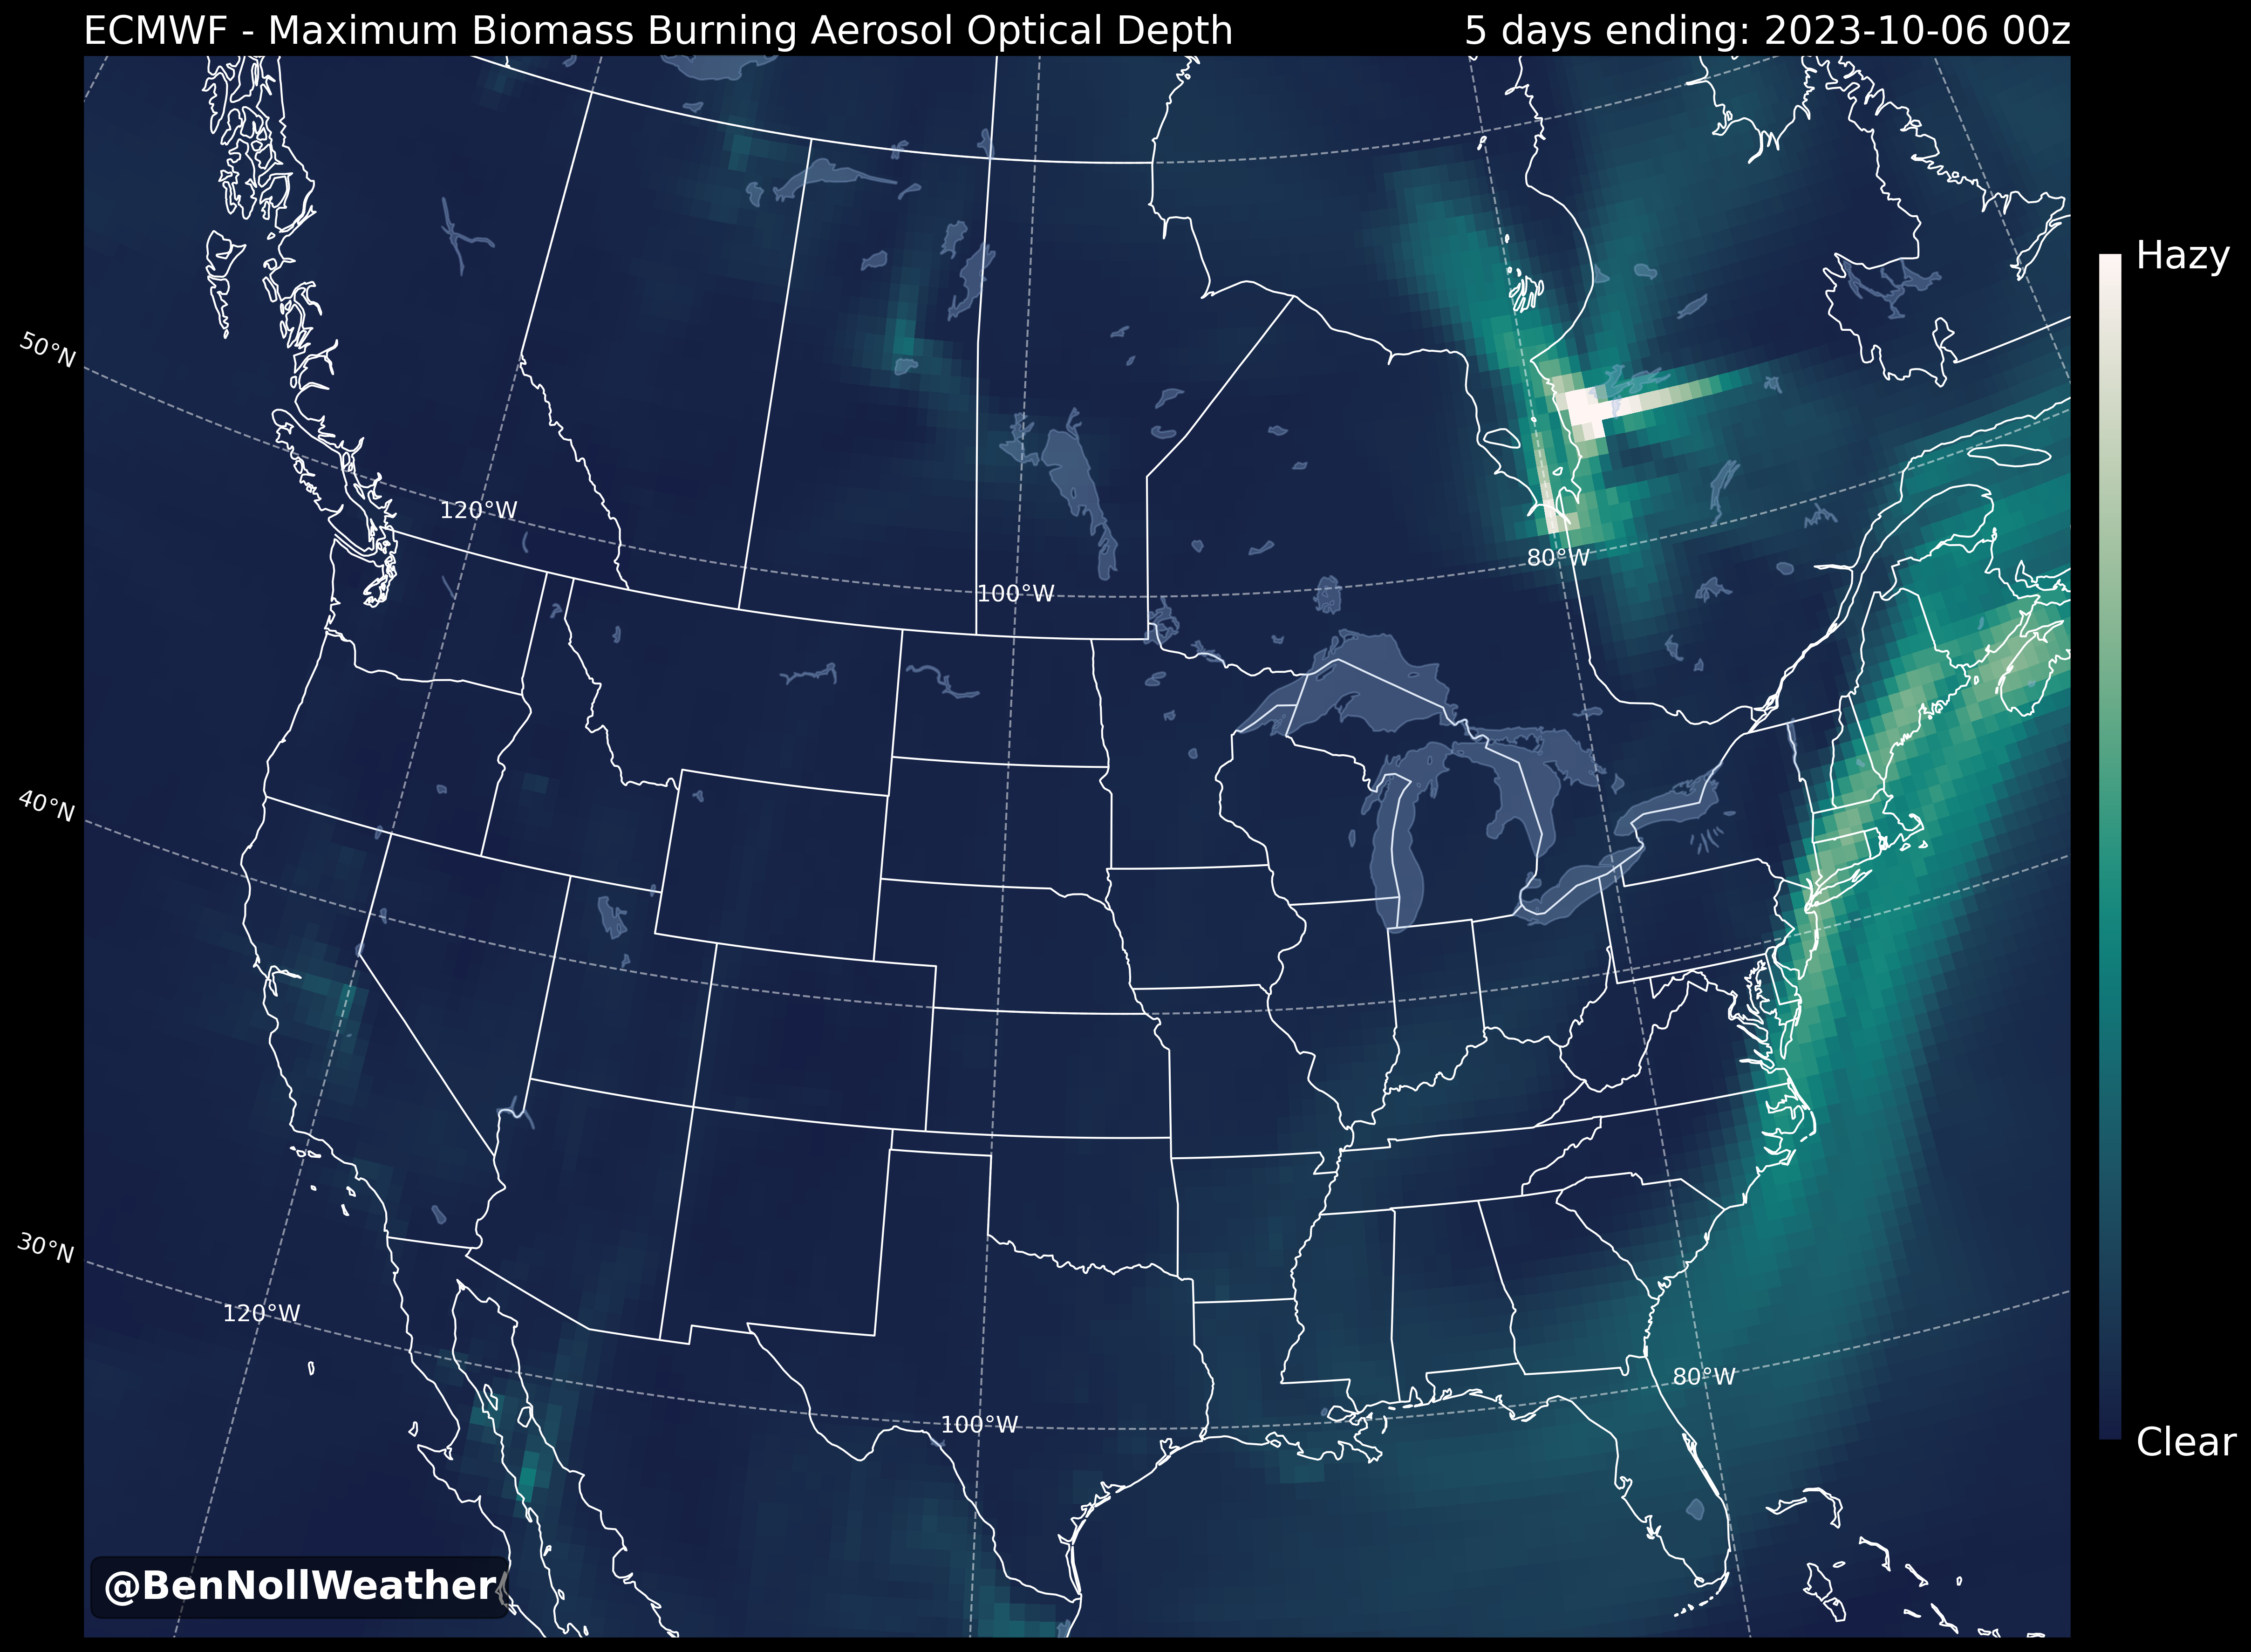 ECMWF - Maximum Biomass Burning Aerosol Optical Depth
5 days ending: 2023-10-06 00z
Hazy
50°N
120°W
80°W
100°W
40°N
30°N
120°W
80°W
100°W
Clear
@BenNollWeather